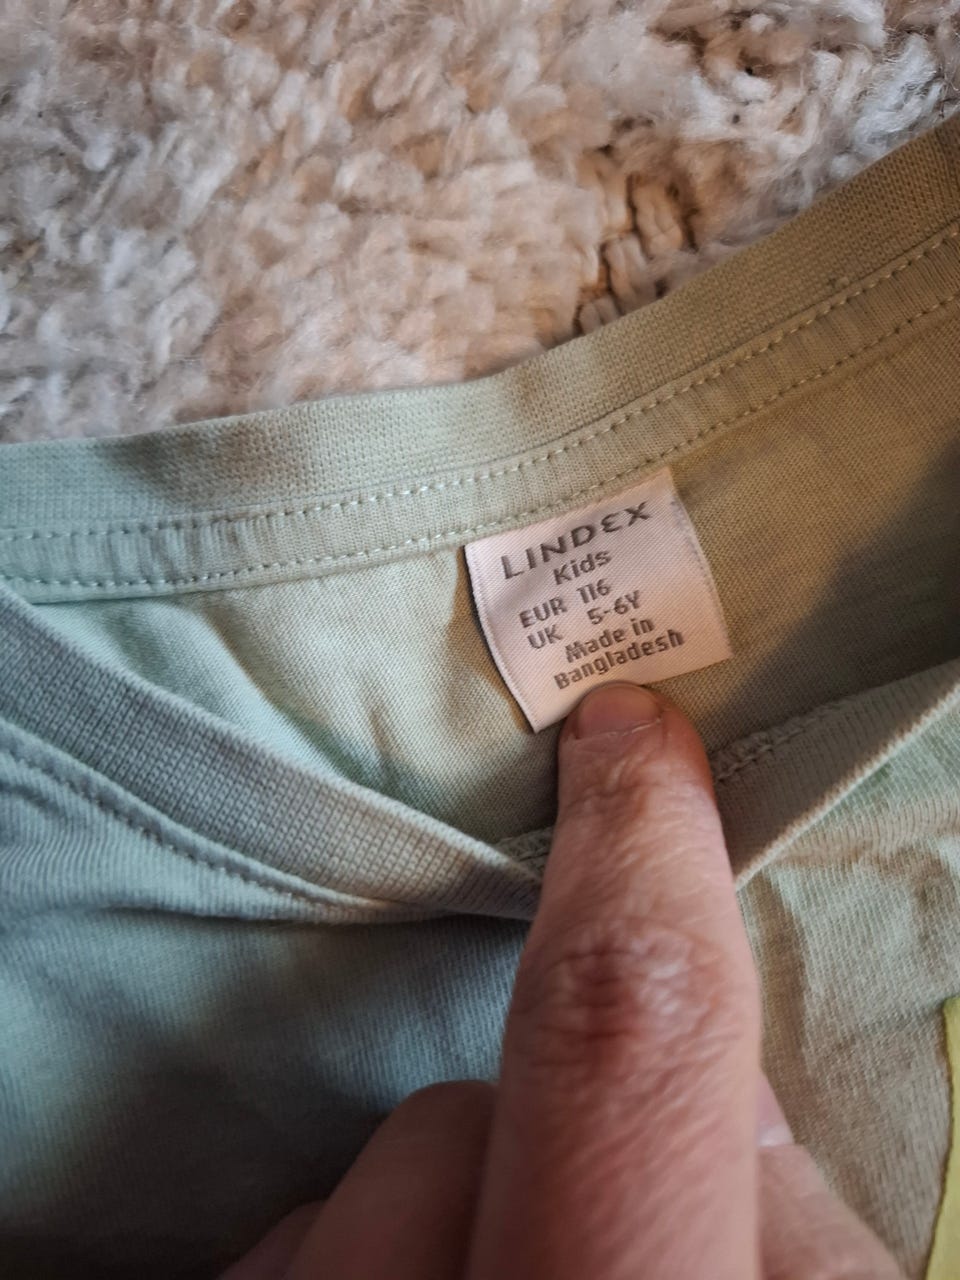 LINDEX
Kids
EUR 116
UK 5-6Y
Made in
Bangladesh